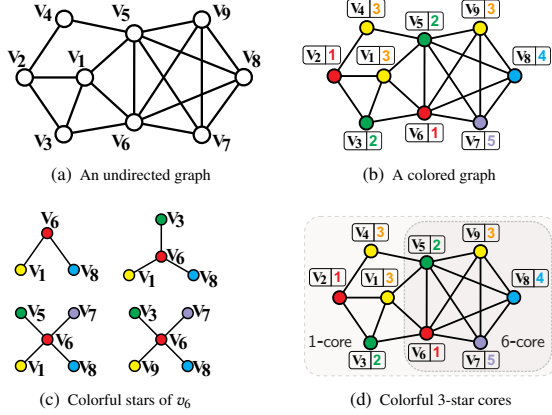 V4 V5 V9
V2 V1 V8
V3 V6 V7
(a) An undirected graph
V4 3 V5 2 V9 3
V2 1 V1 3 V8 4
V3 2 V6 1 V7 5
(b) A colored graph
V6
V1 V8
V3
V6
V1 V8
V5 V7
V6
V1 V8
V3 V7
V6
V9 V8
(c) Colorful stars of v6
V4 3 V5 2 V9 3
V2 1 V1 3 V8 4
1-core 6-core
V3 2 V6 1 V7 5
(d) Colorful 3-star cores